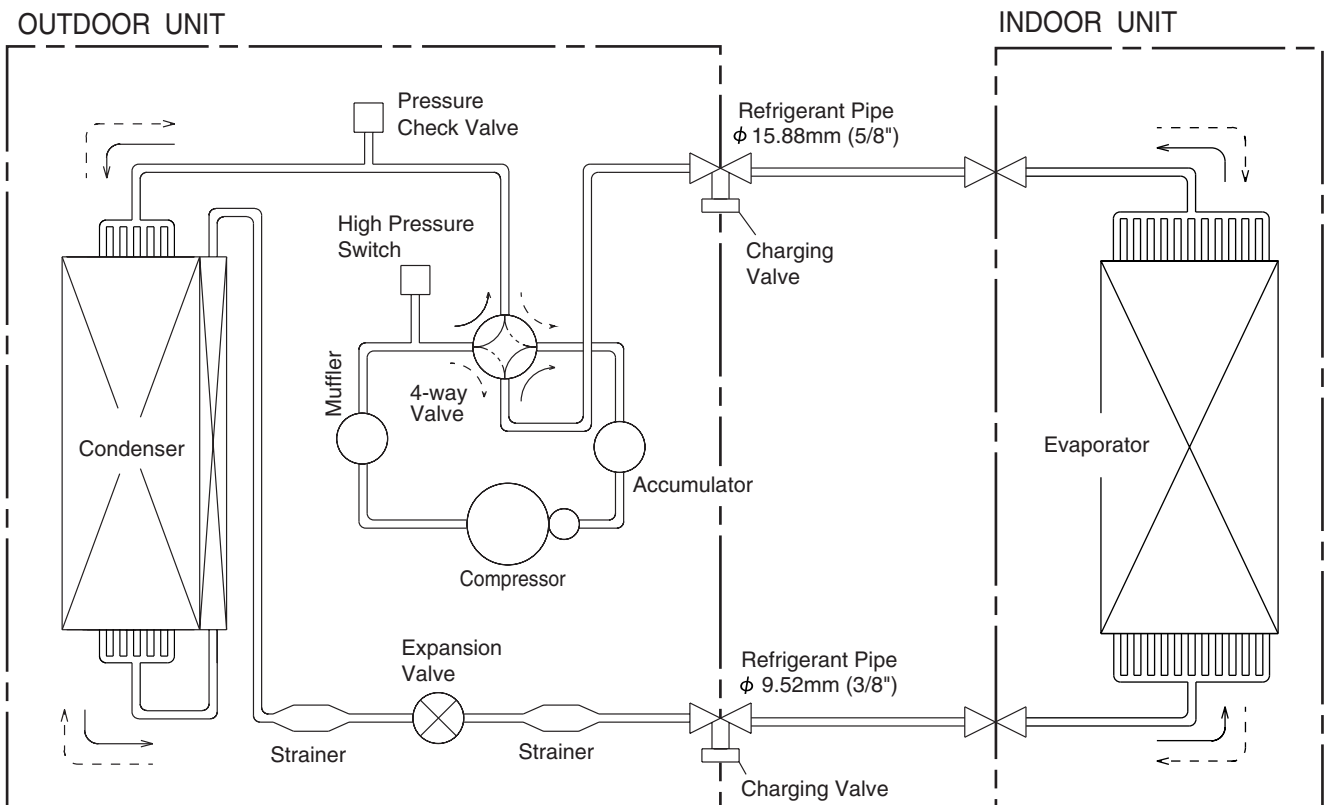 OUTDOOR UNIT
INDOOR UNIT
Pressure
Check Valve
Refrigerant Pipe
ϕ 15.88mm (5/8")
High Pressure
Switch
Charging
Valve
Muffler
4-way
Valve
Condenser
Evaporator
Accumulator
Compressor
Expansion
Valve
Refrigerant Pipe
ϕ 9.52mm (3/8")
Strainer
Strainer
Charging Valve